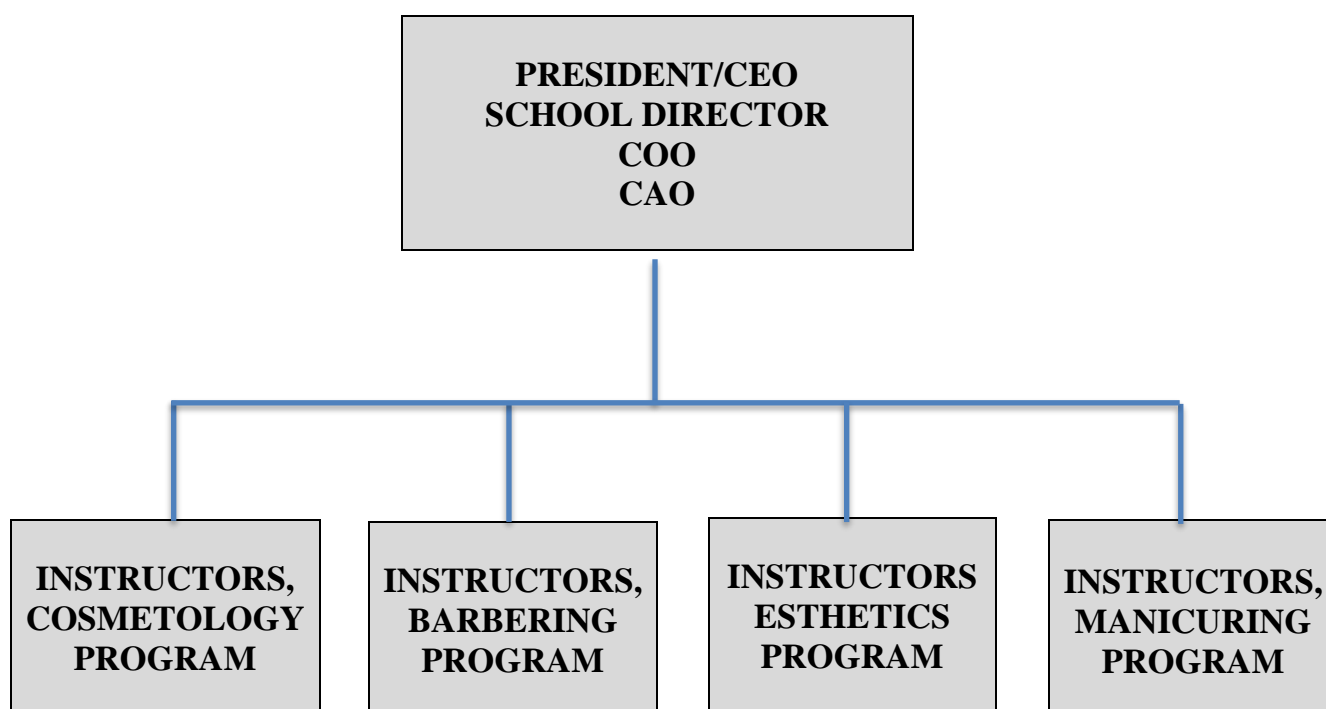 PRESIDENT/CEO
SCHOOL DIRECTOR
COO
CAO
INSTRUCTORS,
COSMETOLOGY
PROGRAM
INSTRUCTORS,
BARBERING
PROGRAM
INSTRUCTORS
ESTHETICS
PROGRAM
INSTRUCTORS,
MANICURING
PROGRAM